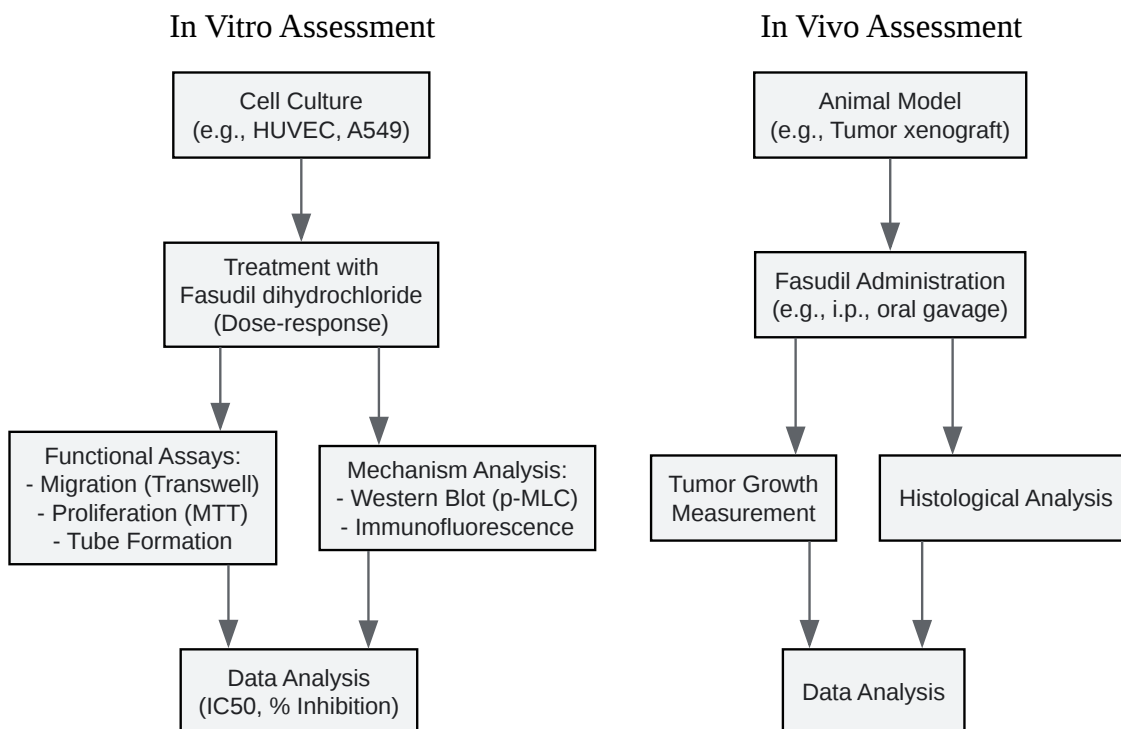 In Vitro Assessment
Cell Culture
(e.g., HUVEC, A549)
Treatment with
Fasudil dihydrochloride
(Dose-response)
Functional Assays:
- Migration (Transwell)
- Proliferation (MTT)
- Tube Formation
Mechanism Analysis:
- Western Blot (p-MLC)
- Immunofluorescence
Data Analysis
(IC50, % Inhibition)
In Vivo Assessment
Animal Model
(e.g., Tumor xenograft)
Fasudil Administration
(e.g., i.p., oral gavage)
Tumor Growth
Measurement
Histological Analysis
Data Analysis